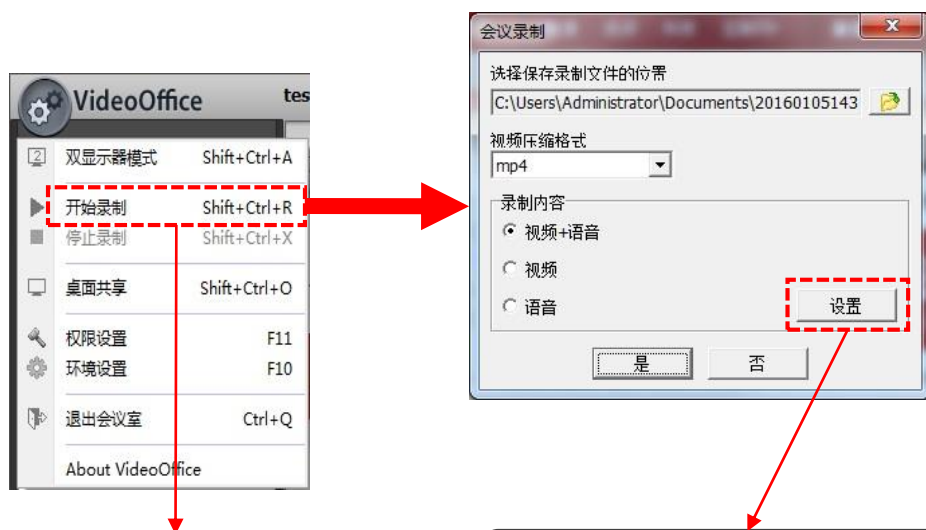 VideoOffice
tes
2 双显示器模式 Shift+Ctrl+A
开始录制 Shift+Ctrl+R
停止录制 Shift+Ctrl+X
桌面共享 Shift+Ctrl+O
权限设置 F11
环境设置 F10
退出会议室 Ctrl+Q
About VideoOffice
会议录制
选择保存录制文件的位置
C:\Users\Administrator\Documents\20160105143
视频压缩格式
mp4
录制内容
视频+语音
视频
语音
设置
是
否